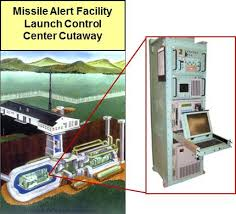 Missile Alert Facility
Launch Control
Center Cutaway